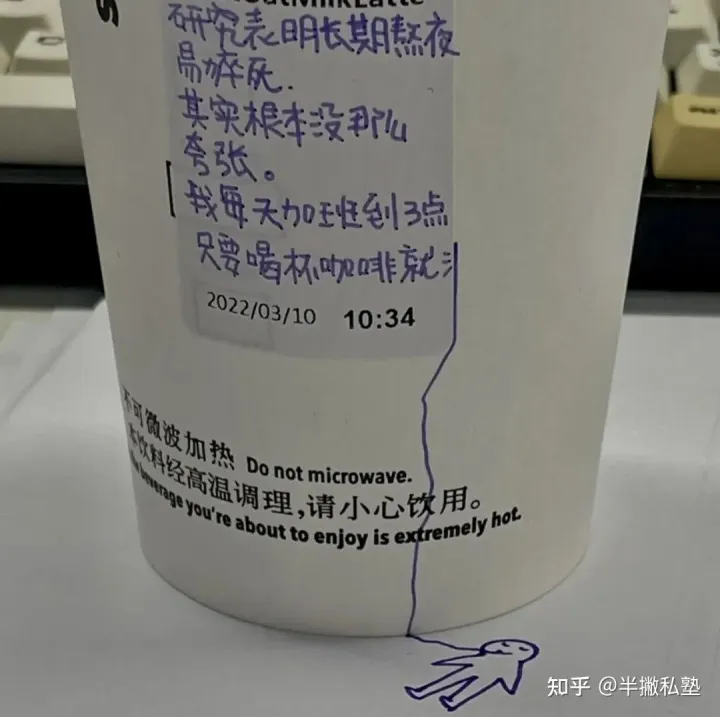 OatMilkLatte
研究表明长期熬夜
易猝死.
其实根本没那么
夸张。
我每天加班到3点
只要喝杯咖啡就
2022/03/10 10:34
不可微波加热 Do not microwave.
本饮料经高温调理,请小心饮用。
beverage you're about to enjoy is extremely hot.
知乎 @半撇私塾